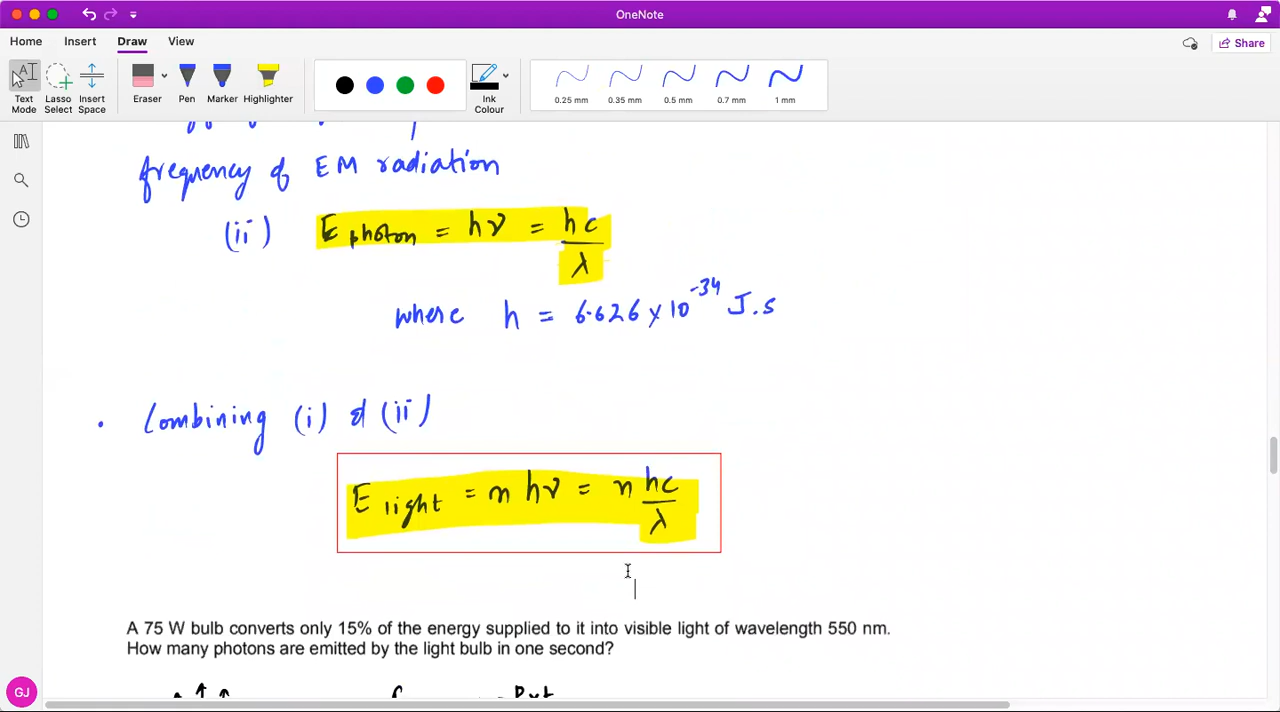 OneNote
Home Insert Draw View
Share
Text Mode
Lasso Select
Insert Space
Eraser
Pen
Marker
Highlighter
Ink Colour
0.25 mm 0.35 mm 0.5 mm 0.7 mm 1 mm
frequency of EM radiation
(ii) E photon = hν = hc/λ
where h = 6.626 × 10⁻³⁴ J.s
• Combining (i) & (ii)
E light = n hν = n hc/λ
A 75 W bulb converts only 15% of the energy supplied to it into visible light of wavelength 550 nm.
How many photons are emitted by the light bulb in one second?
GJ